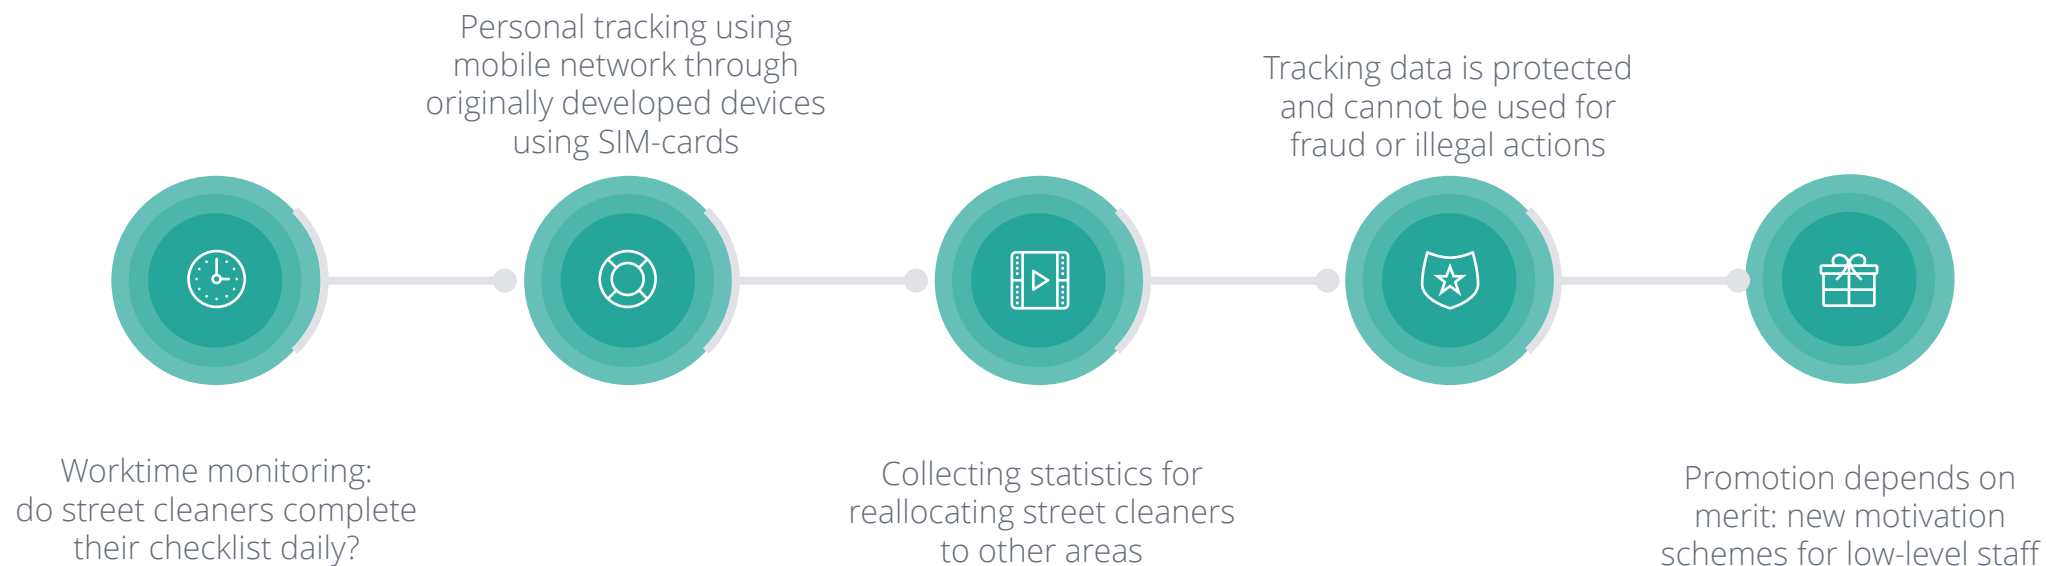 Worktime monitoring:
do street cleaners complete
their checklist daily?
Personal tracking using
mobile network through
originally developed devices
using SIM-cards
Collecting statistics for
reallocating street cleaners
to other areas
Tracking data is protected
and cannot be used for
fraud or illegal actions
Promotion depends on
merit: new motivation
schemes for low-level staff